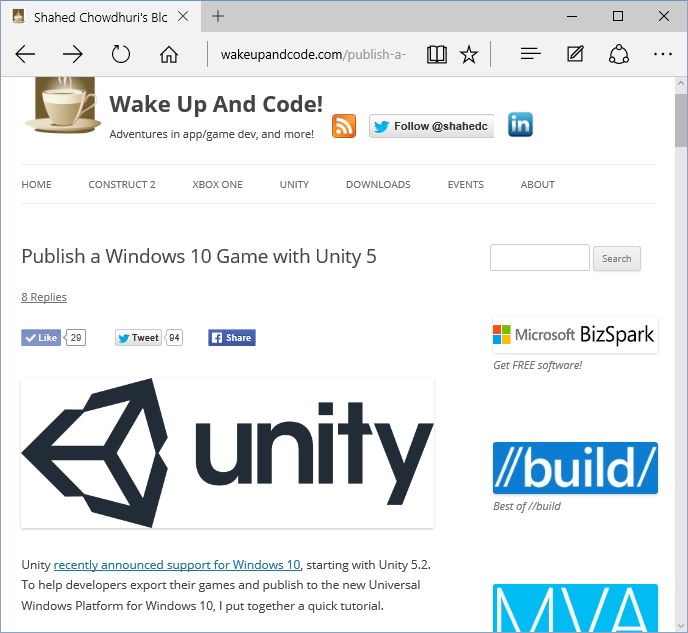 Shahed Chowdhuri's Blc
wakeupandcode.com/publish-a-
Wake Up And Code!
Adventures in app/game dev, and more!
Follow @shahedc
in
HOME CONSTRUCT 2 XBOX ONE UNITY DOWNLOADS EVENTS ABOUT
Publish a Windows 10 Game with Unity 5
Search
8 Replies
Like 29 Tweet 94 Share
Microsoft BizSpark
Get FREE software!
unity
//build/
Best of //build
Unity recently announced support for Windows 10, starting with Unity 5.2.
To help developers export their games and publish to the new Universal
Windows Platform for Windows 10, I put together a quick tutorial.
MVA